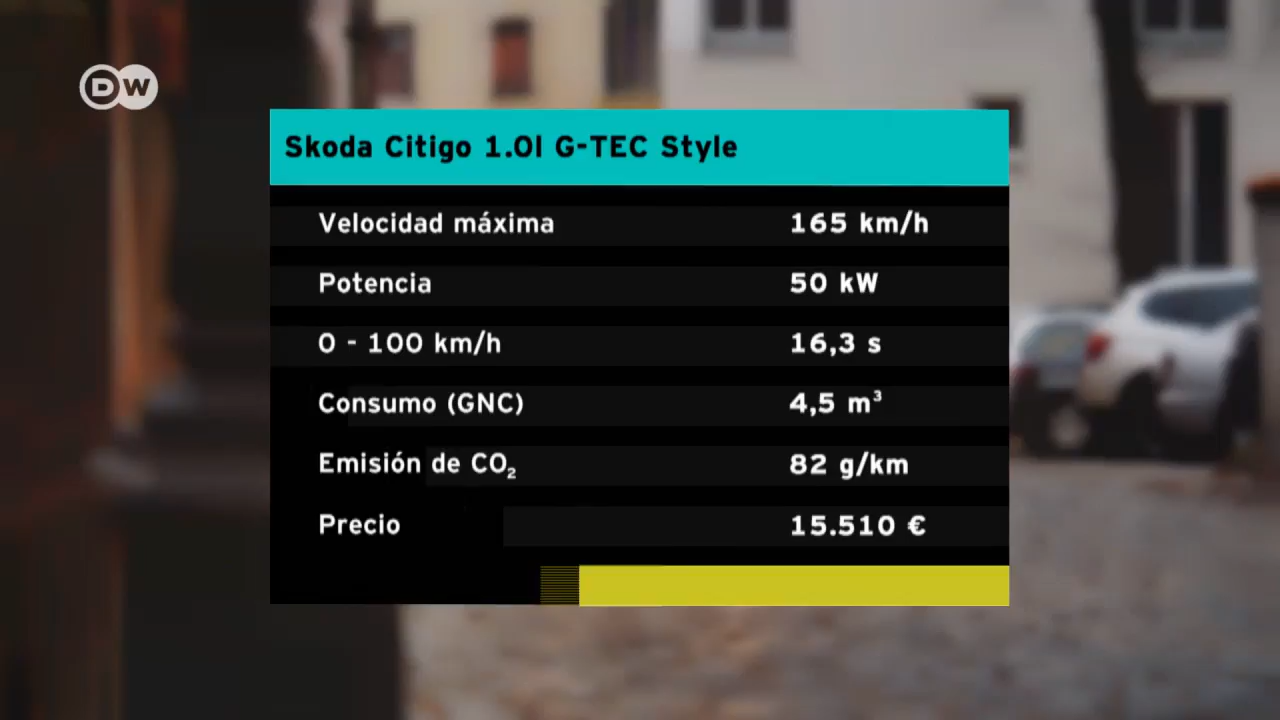 DW
Skoda Citigo 1.0l G-TEC Style
Velocidad máxima 165 km/h
Potencia 50 kW
0 - 100 km/h 16,3 s
Consumo (GNC) 4,5 m³
Emisión de CO₂ 82 g/km
Precio 15.510 €